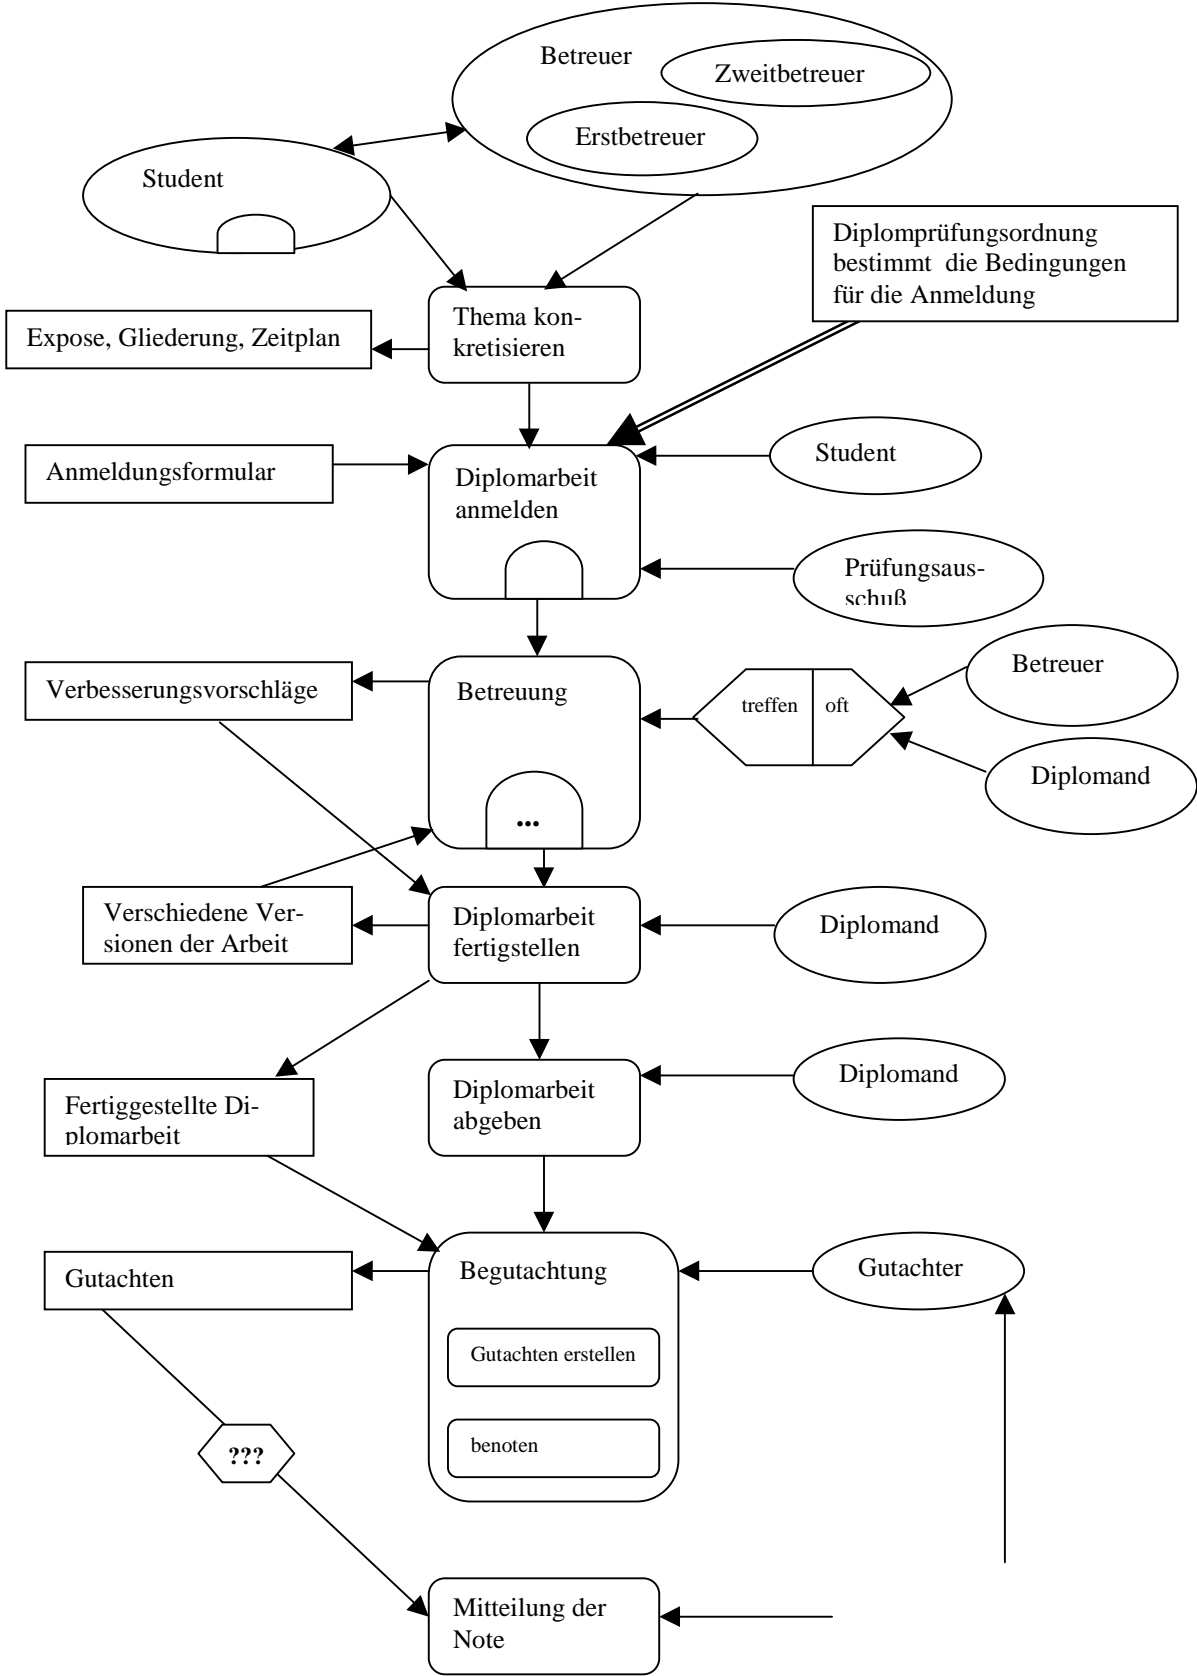 Betreuer
Zweitbetreuer
Erstbetreuer
Student
Diplomprüfungsordnung
bestimmt die Bedingungen
für die Anmeldung
Thema kon-
kretisieren
Expose, Gliederung, Zeitplan
Anmeldungsformular
Diplomarbeit
anmelden
Student
Prüfungsaus-
schuß
Verbesserungsvorschläge
Betreuung
...
treffen
oft
Betreuer
Diplomand
Verschiedene Ver-
sionen der Arbeit
Diplomarbeit
fertigstellen
Diplomand
Fertiggestellte Di-
plomarbeit
Diplomarbeit
abgeben
Diplomand
Gutachten
Begutachtung
Gutachter
Gutachten erstellen
benoten
???
Mitteilung der
Note